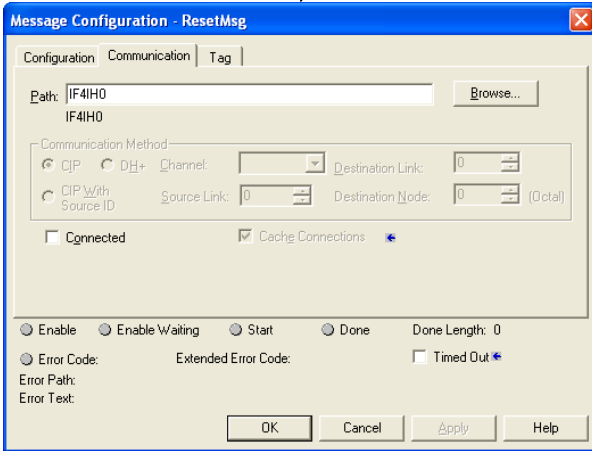 Message Configuration - ResetMsg
Configuration Communication Tag
Path: IF4IH0 Browse...
IF4IH0
Communication Method
CIP DH+ Channel: Destination Link: 0
CIP With Source ID Source Link: 0 Destination Node: 0 (Octal)
Connected Cache Connections
Enable Enable Waiting Start Done Done Length: 0
Error Code: Extended Error Code: Timed Out
Error Path:
Error Text:
OK Cancel Apply Help